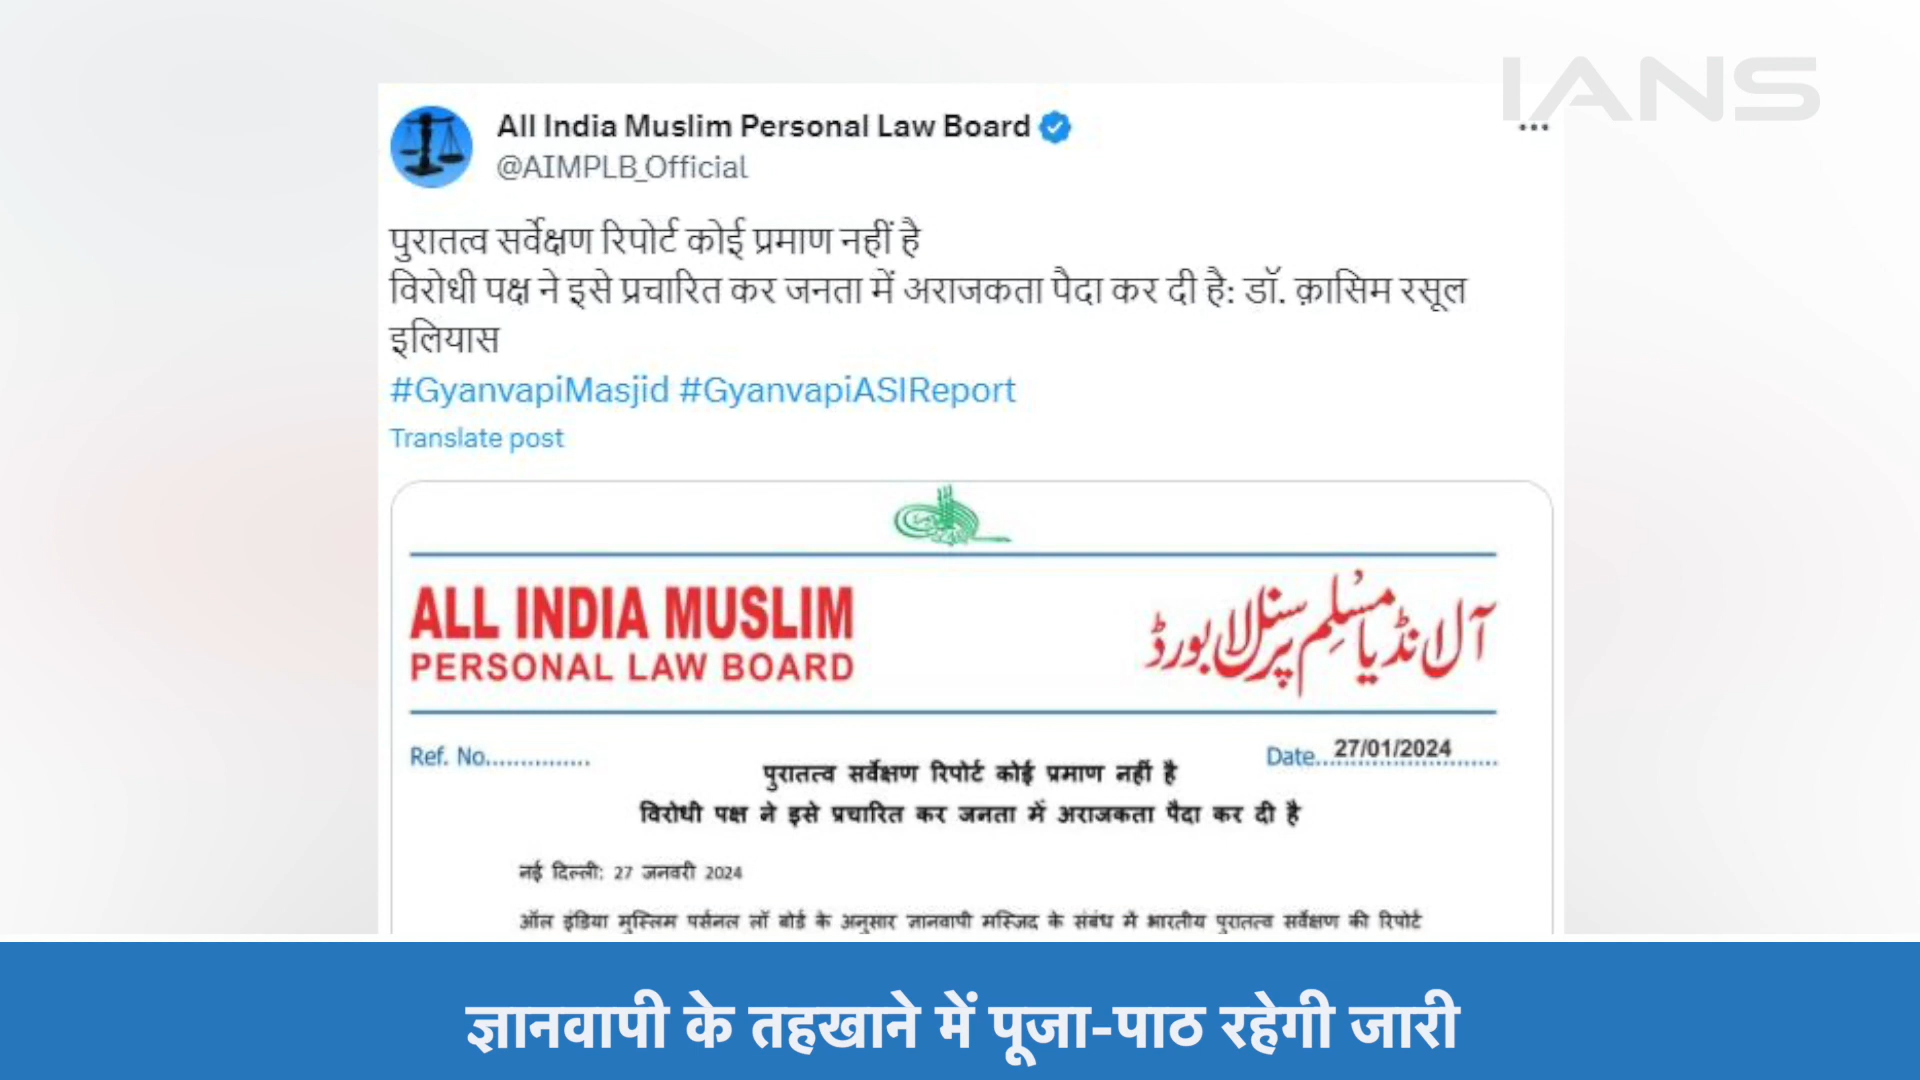 IANS
All India Muslim Personal Law Board
@AIMPLB_Official
पुरातत्व सर्वेक्षण रिपोर्ट कोई प्रमाण नहीं है
विरोधी पक्ष ने इसे प्रचारित कर जनता में अराजकता पैदा कर दी है: डॉ. क़ासिम रसूल
इलियास
#GyanvapiMasjid #GyanvapiASIReport
Translate post
ALL INDIA MUSLIM
PERSONAL LAW BOARD
آل انڈیا مسلم پرسنل لا بورڈ
Ref. No...............
Date...27/01/2024......
पुरातत्व सर्वेक्षण रिपोर्ट कोई प्रमाण नहीं है
विरोधी पक्ष ने इसे प्रचारित कर जनता में अराजकता पैदा कर दी है
नई दिल्ली: 27 जनवरी 2024
ऑल इंडिया मुस्लिम पर्सनल लॉ बोर्ड के अनुसार ज्ञानवापी मस्जिद के संबंध में भारतीय पुरातत्व सर्वेक्षण की रिपोर्ट
ज्ञानवापी के तहखाने में पूजा-पाठ रहेगी जारी